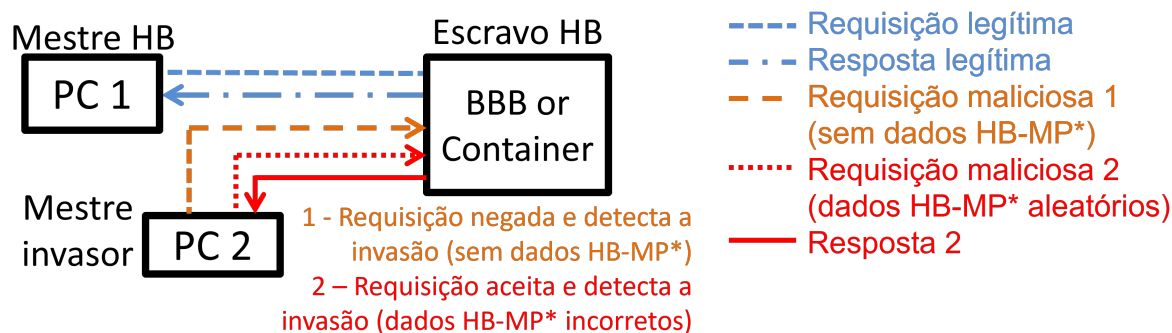 Mestre HB
PC 1
Escravo HB
BBB or
Container
Mestre
invasor
PC 2
1 - Requisição negada e detecta a
invasão (sem dados HB-MP*)
2 – Requisição aceita e detecta a
invasão (dados HB-MP* incorretos)
Requisição legítima
Resposta legítima
Requisição maliciosa 1
(sem dados HB-MP*)
Requisição maliciosa 2
(dados HB-MP* aleatórios)
Resposta 2